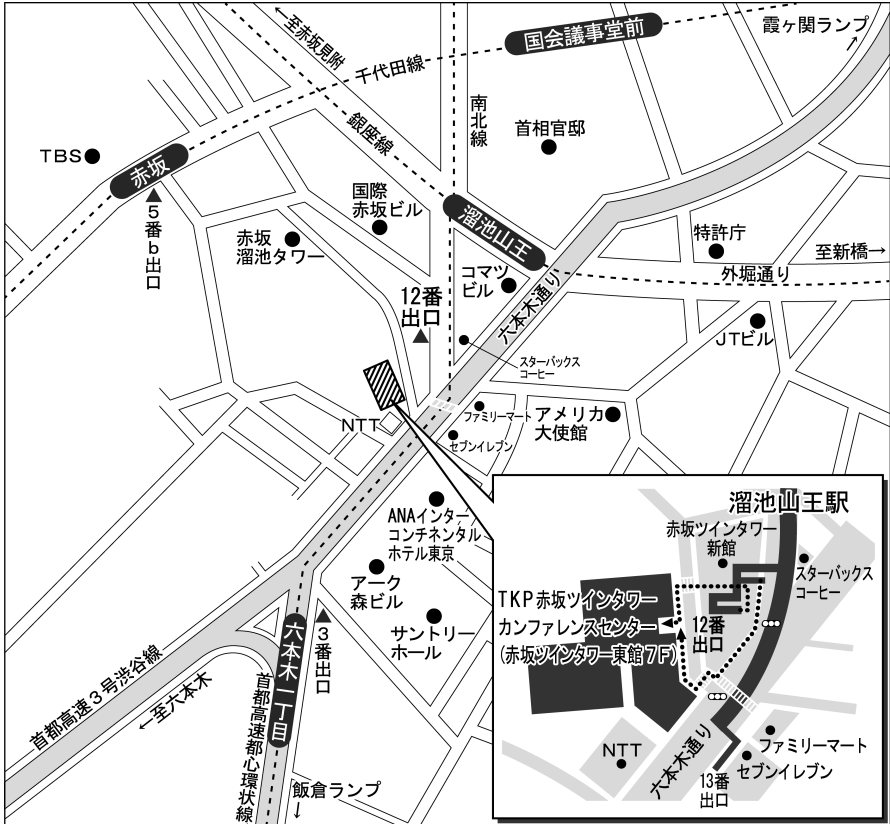 ←至赤坂見附
国会議事堂前
霞ヶ関ランプ
↑
千代田線
南北線
銀座線
首相官邸
TBS
赤坂
5番b出口
国際
赤坂ビル
溜池山王
赤坂
溜池タワー
特許庁
至新橋→
外堀通り
コマツ
ビル
12番
出口
六本木通り
JTビル
スターバックス
コーヒー
NTT
ファミリーマート
セブンイレブン
アメリカ
大使館
ANAインター
コンチネンタル
ホテル東京
アーク
森ビル
サントリー
ホール
3番出口
六本木一丁目
首都高速3号渋谷線
←至六本木
首都高速都心環状線
飯倉ランプ
↓
溜池山王駅
赤坂ツインタワー
新館
スターバックス
コーヒー
TKP赤坂ツインタワー
カンファレンスセンター
(赤坂ツインタワー東館7F)
12番
出口
NTT
六本木通り
ファミリーマート
セブンイレブン
13番
出口